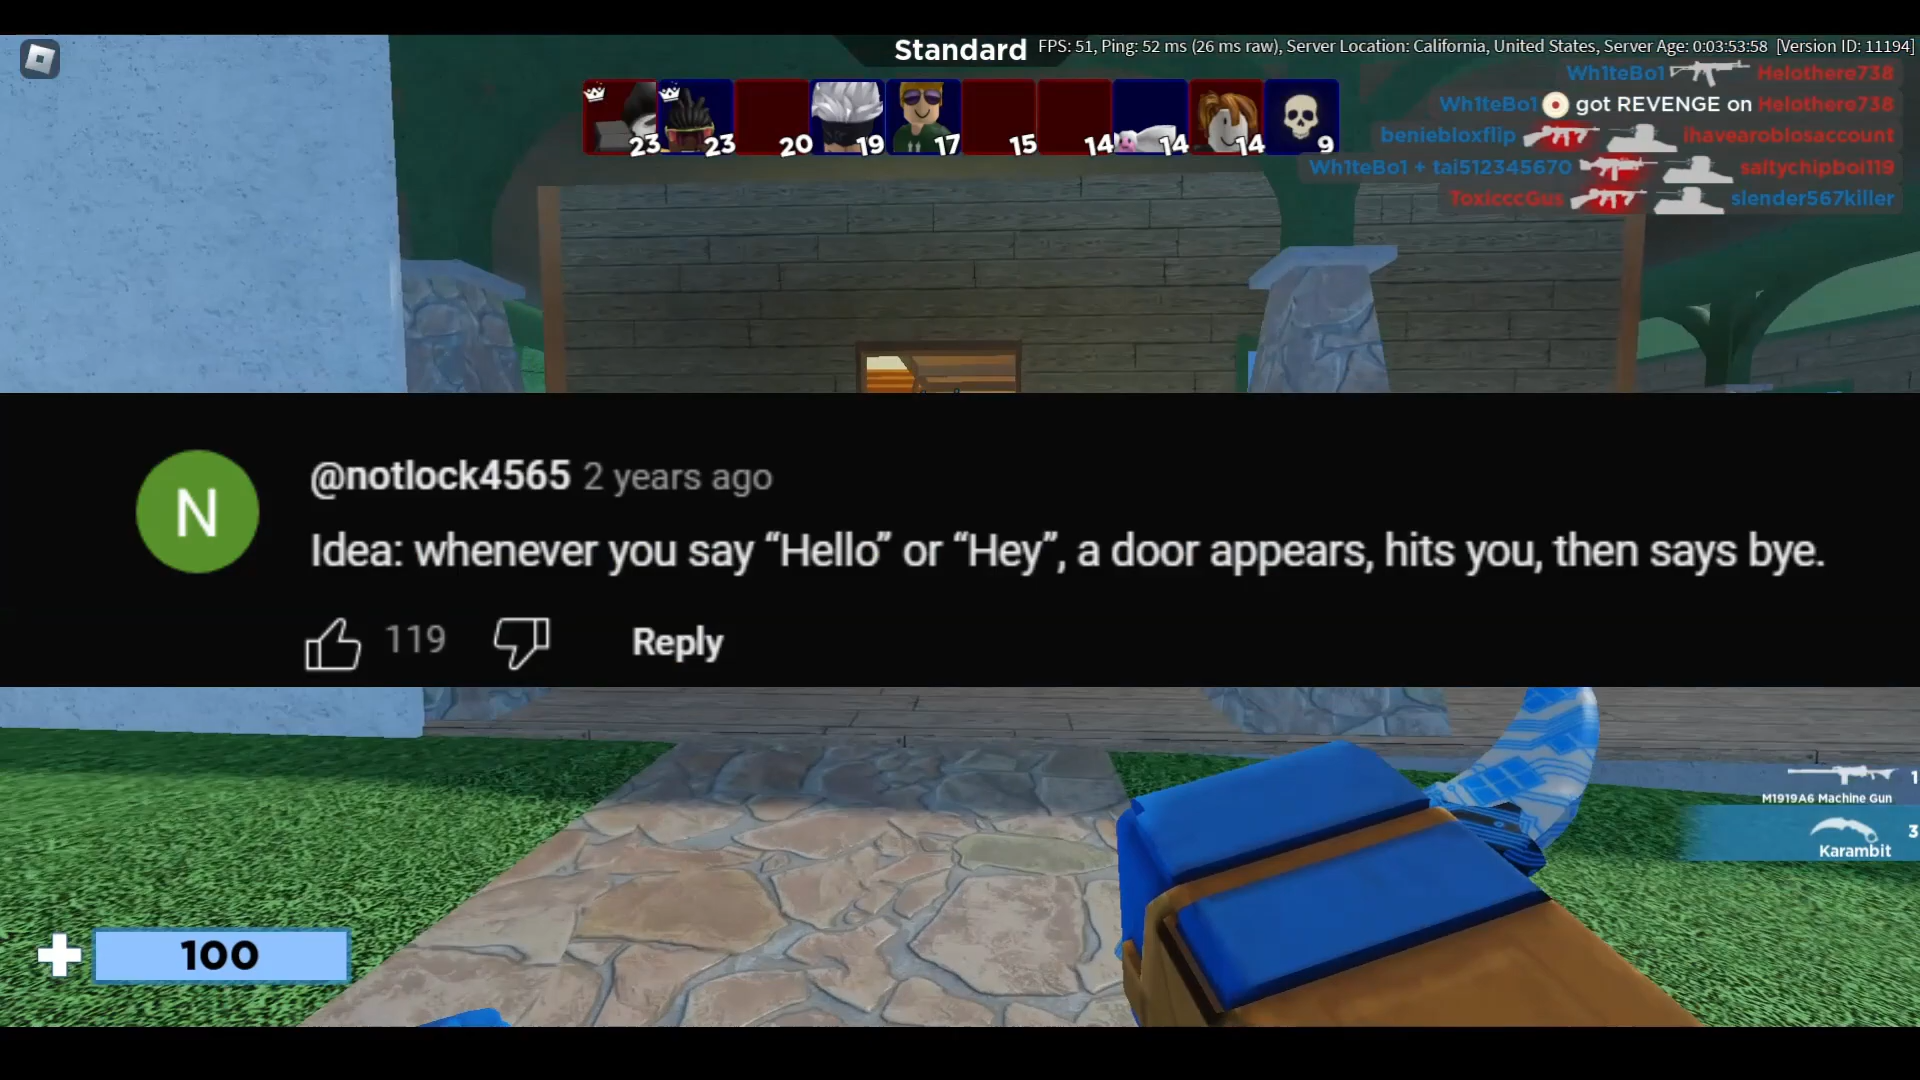 Standard
FPS: 51, Ping: 52 ms (26 ms raw), Server Location: California, United States, Server Age: 0:03:53:58 [Version ID: 11194]
Wh1teBo1 Helothere738
Wh1teBo1 got REVENGE on Helothere738
beniebloxflip ihavearoblosaccount
Wh1teBo1 + tai512345670 saltychipboi119
ToxicccGus slender567killer
23 23 20 19 17 15 14 14 14 9
N
@notlock4565 2 years ago
Idea: whenever you say “Hello” or “Hey”, a door appears, hits you, then says bye.
119 Reply
1
M1919A6 Machine Gun
3
Karambit
100